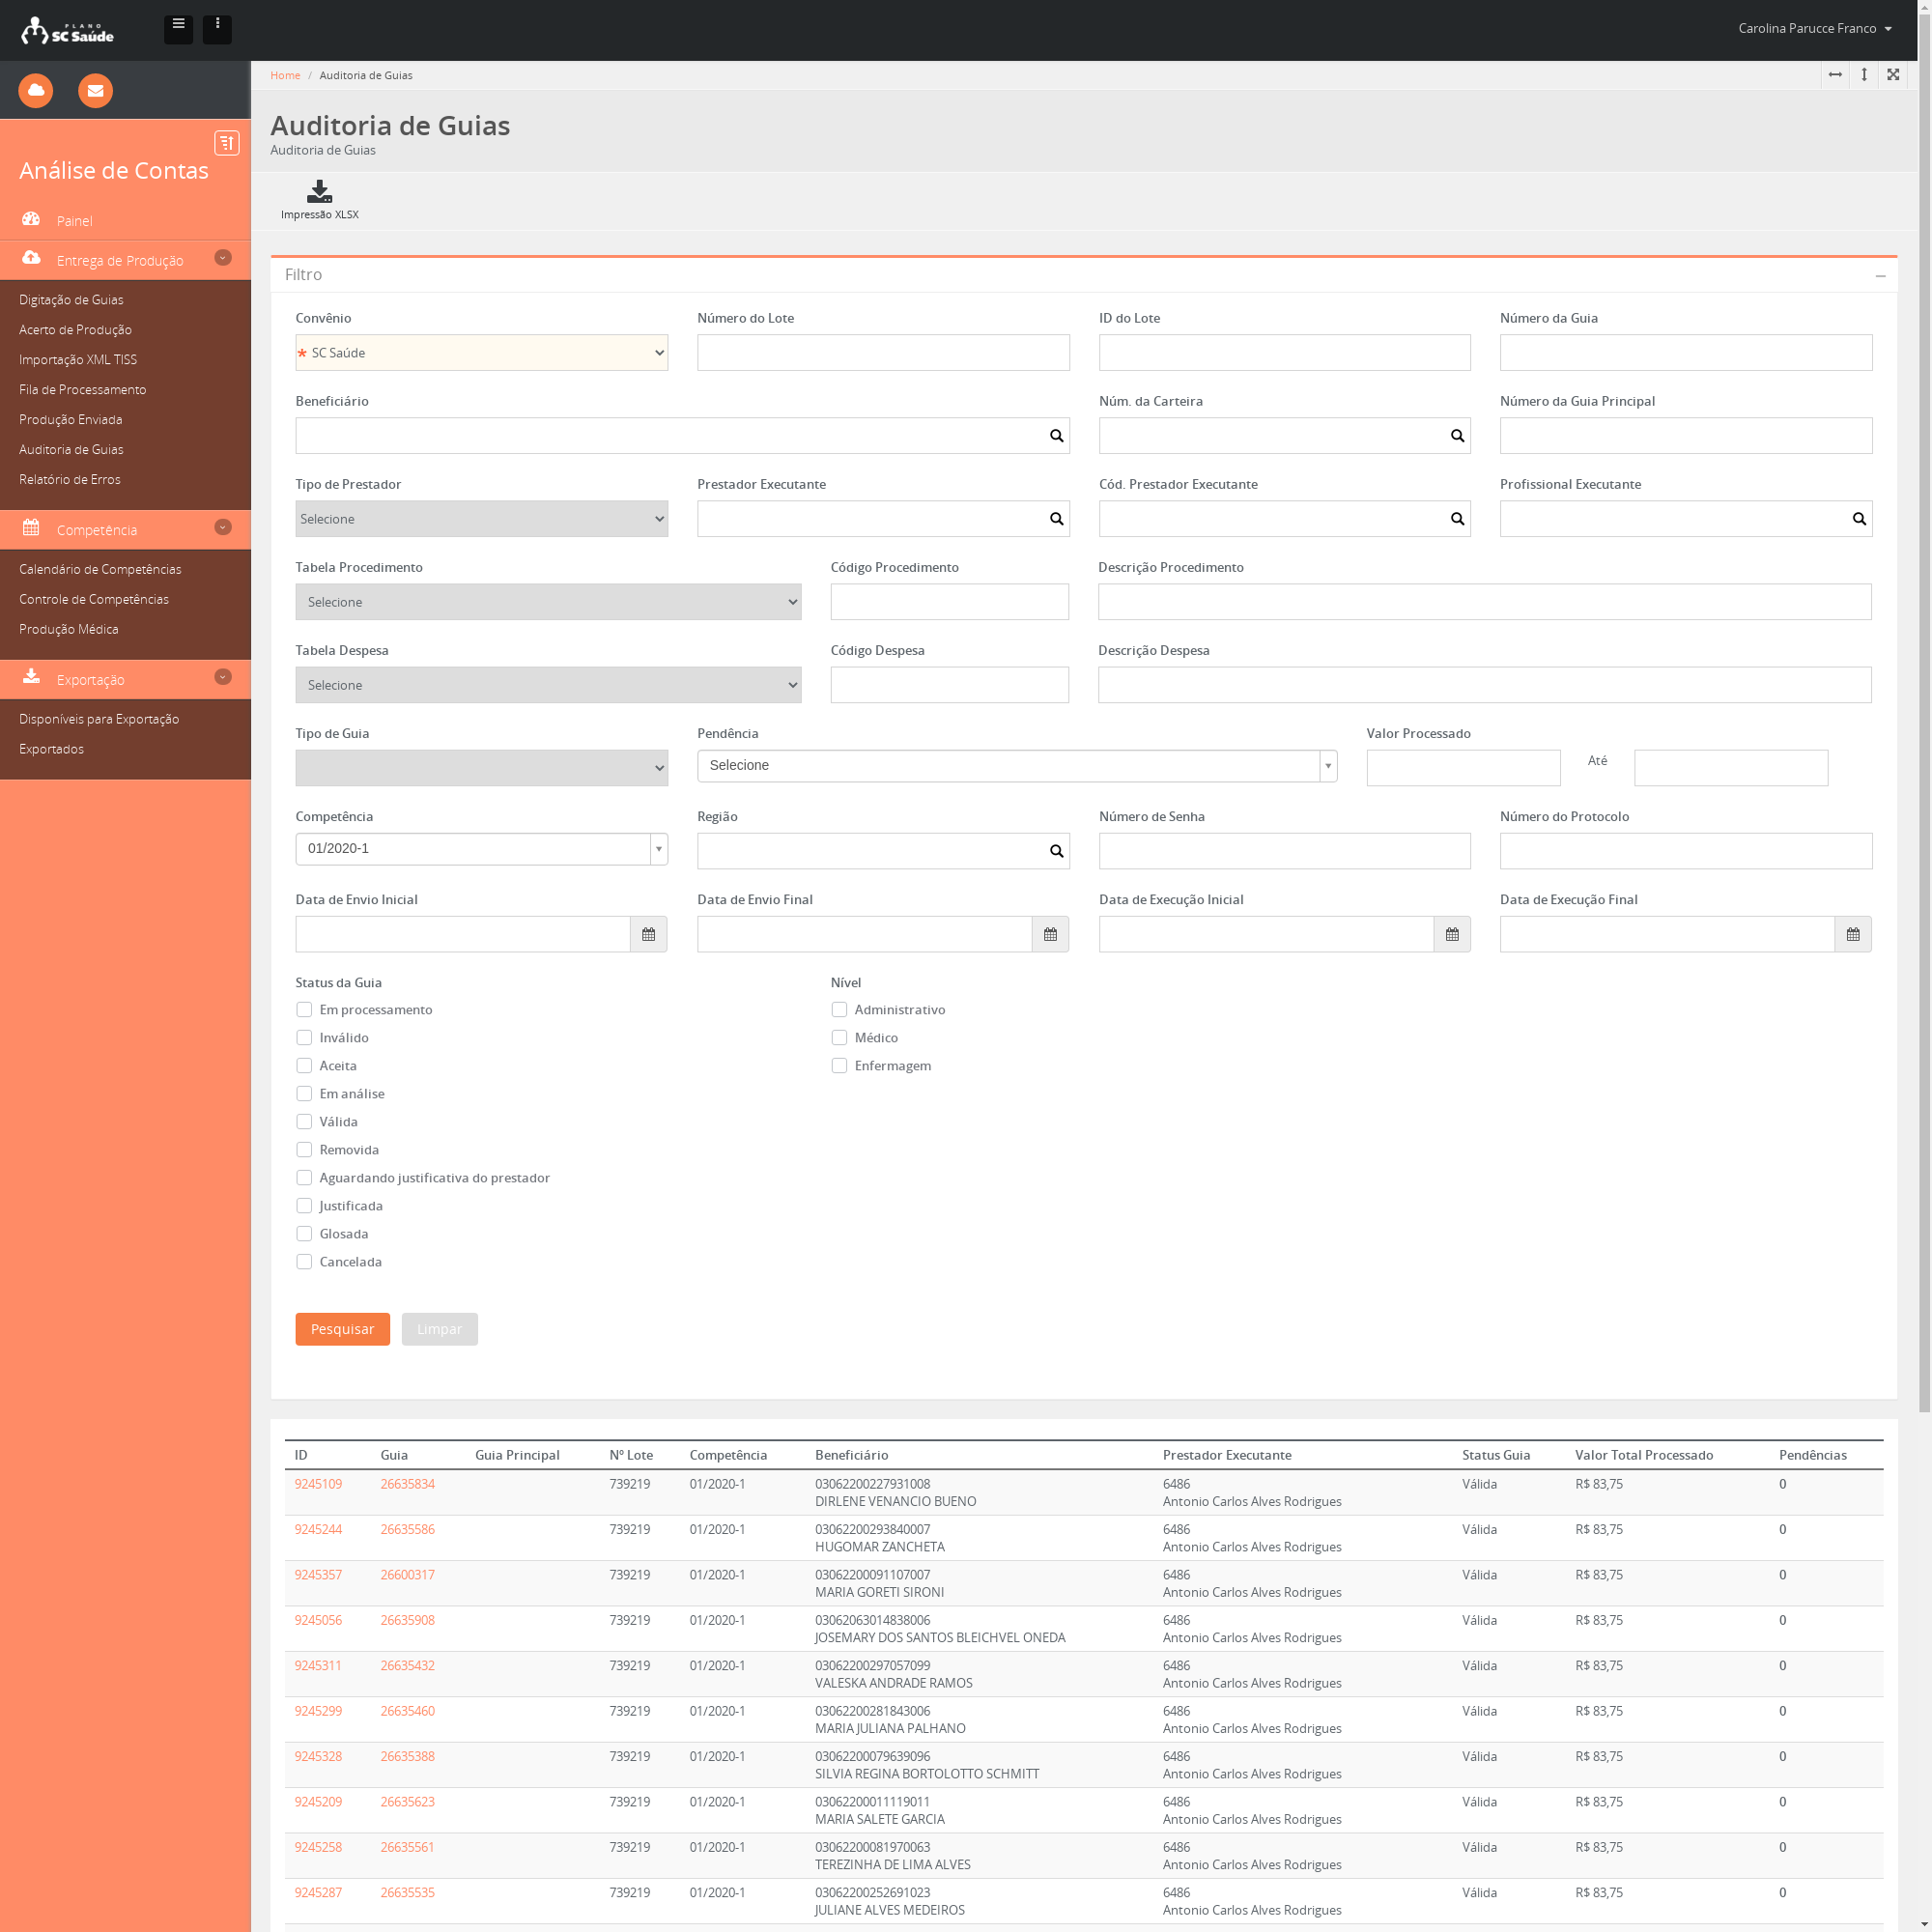 PLANO
SC Saúde
Carolina Parucce Franco
Home / Auditoria de Guias
Auditoria de Guias
Auditoria de Guias
Impressão XLSX
Análise de Contas
Painel
Entrega de Produção
Digitação de Guias
Acerto de Produção
Importação XML TISS
Fila de Processamento
Produção Enviada
Auditoria de Guias
Relatório de Erros
Competência
Calendário de Competências
Controle de Competências
Produção Médica
Exportação
Disponíveis para Exportação
Exportados
Filtro
Convênio Número do Lote ID do Lote Número da Guia
* SC Saúde
Beneficiário Núm. da Carteira Número da Guia Principal
Tipo de Prestador Prestador Executante Cód. Prestador Executante Profissional Executante
Selecione
Tabela Procedimento Código Procedimento Descrição Procedimento
Selecione
Tabela Despesa Código Despesa Descrição Despesa
Selecione
Tipo de Guia Pendência Valor Processado
Selecione Até
Competência Região Número de Senha Número do Protocolo
01/2020-1
Data de Envio Inicial Data de Envio Final Data de Execução Inicial Data de Execução Final
Status da Guia Nível
Em processamento Administrativo
Inválido Médico
Aceita Enfermagem
Em análise
Válida
Removida
Aguardando justificativa do prestador
Justificada
Glosada
Cancelada
Pesquisar Limpar
ID Guia Guia Principal Nº Lote Competência Beneficiário Prestador Executante Status Guia Valor Total Processado Pendências
9245109 26635834 739219 01/2020-1 03062200227931008 6486 Válida R$ 83,75 0
DIRLENE VENANCIO BUENO Antonio Carlos Alves Rodrigues
9245244 26635586 739219 01/2020-1 03062200293840007 6486 Válida R$ 83,75 0
HUGOMAR ZANCHETA Antonio Carlos Alves Rodrigues
9245357 26600317 739219 01/2020-1 03062200091107007 6486 Válida R$ 83,75 0
MARIA GORETI SIRONI Antonio Carlos Alves Rodrigues
9245056 26635908 739219 01/2020-1 03062063014838006 6486 Válida R$ 83,75 0
JOSEMARY DOS SANTOS BLEICHVEL ONEDA Antonio Carlos Alves Rodrigues
9245311 26635432 739219 01/2020-1 03062200297057099 6486 Válida R$ 83,75 0
VALESKA ANDRADE RAMOS Antonio Carlos Alves Rodrigues
9245299 26635460 739219 01/2020-1 03062200281843006 6486 Válida R$ 83,75 0
MARIA JULIANA PALHANO Antonio Carlos Alves Rodrigues
9245328 26635388 739219 01/2020-1 03062200079639096 6486 Válida R$ 83,75 0
SILVIA REGINA BORTOLOTTO SCHMITT Antonio Carlos Alves Rodrigues
9245209 26635623 739219 01/2020-1 03062200011119011 6486 Válida R$ 83,75 0
MARIA SALETE GARCIA Antonio Carlos Alves Rodrigues
9245258 26635561 739219 01/2020-1 03062200081970063 6486 Válida R$ 83,75 0
TEREZINHA DE LIMA ALVES Antonio Carlos Alves Rodrigues
9245287 26635535 739219 01/2020-1 03062200252691023 6486 Válida R$ 83,75 0
JULIANE ALVES MEDEIROS Antonio Carlos Alves Rodrigues